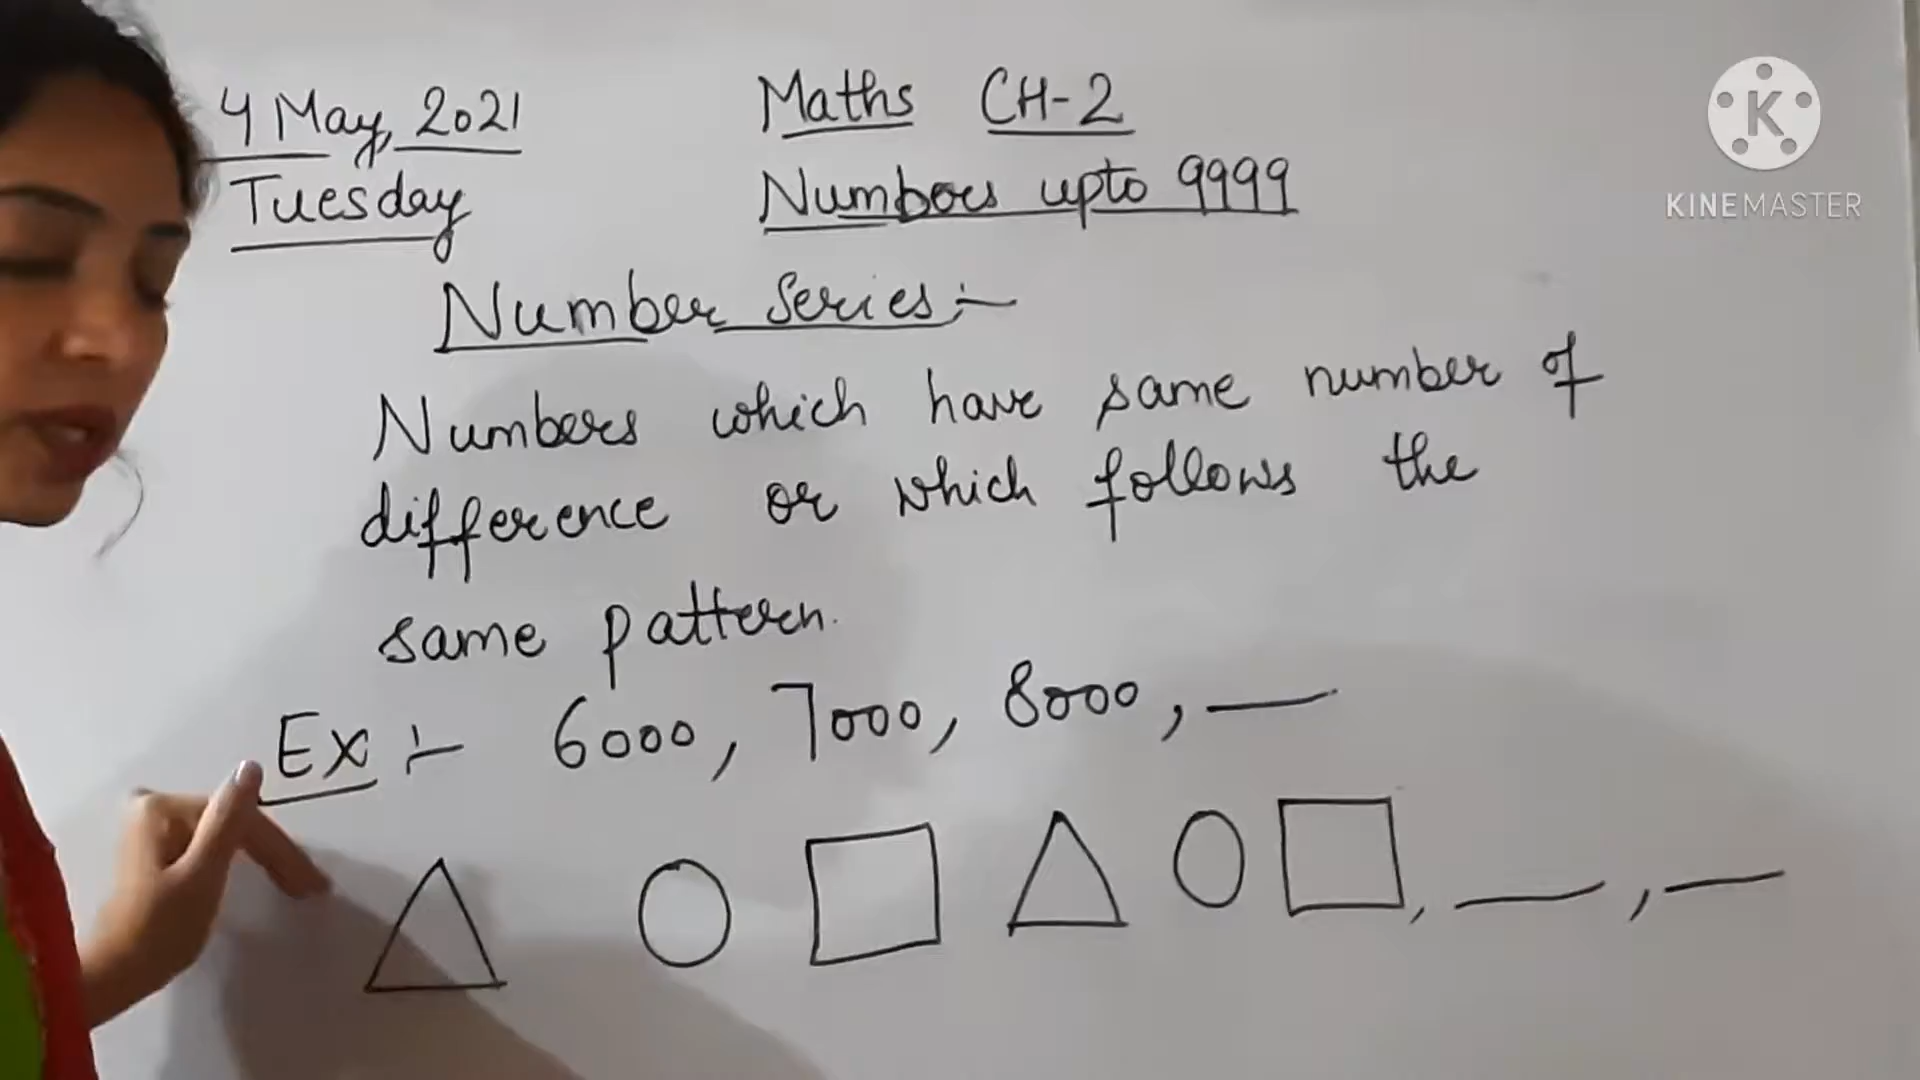 4 May, 2021
Tuesday
Maths CH-2
Numbers upto 9999
Number Series:-
Numbers which have same number of
difference or which follows the
same pattern.
Ex :- 6000, 7000, 8000, __
K
KINEMASTER